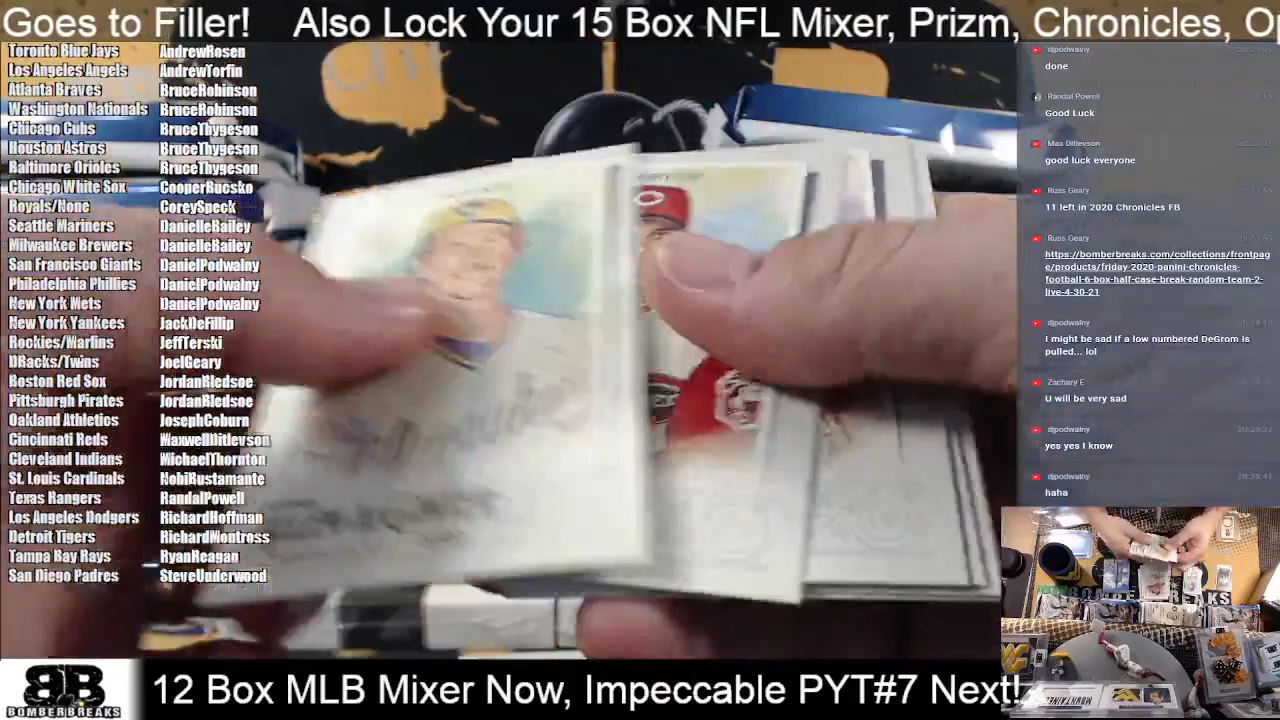 Goes to Filler! Also Lock Your 15 Box NFL Mixer, Prizm, Chronicles, Op
Toronto Blue Jays AndrewRosen
Los Angeles Angels AndrewTorfin
Atlanta Braves BruceRobinson
Washington Nationals BruceRobinson
Chicago Cubs BruceThygeson
Houston Astros BruceThygeson
Baltimore Orioles BruceThygeson
Chicago White Sox CooperRucsko
Royals/None CoreySpeck
Seattle Mariners DanielleBailey
Milwaukee Brewers DanielleBailey
San Francisco Giants DanielPodwalny
Philadelphia Phillies DanielPodwalny
New York Mets DanielPodwalny
New York Yankees JackDeFillip
Rockies/Marlins JeffTerski
DBacks/Twins JoelGeary
Boston Red Sox JordanBledsoe
Pittsburgh Pirates JordanBledsoe
Oakland Athletics JosephCoburn
Cincinnati Reds MaxwellDitlevson
Cleveland Indians MichaelThornton
St. Louis Cardinals NobiBustamante
Texas Rangers RandalPowell
Los Angeles Dodgers RichardHoffman
Detroit Tigers RichardMontross
Tampa Bay Rays RyanReagan
San Diego Padres SteveUnderwood
djpodwalny
done
Randal Powell
Good Luck
Max Ditlevson
good luck everyone
Russ Geary
11 left in 2020 Chronicles FB
Russ Geary
https://bomberbreaks.com/collections/frontpag
e/products/friday-2020-panini-chronicles-
football-6-box-half-case-break-random-team-2-
live-4-30-21
djpodwalny
I might be sad if a low numbered DeGrom is
pulled... lol
Zachary E
U will be very sad
djpodwalny
yes yes I know
djpodwalny
haha
BB
BOMBERBREAKS
12 Box MLB Mixer Now, Impeccable PYT#7 Next!